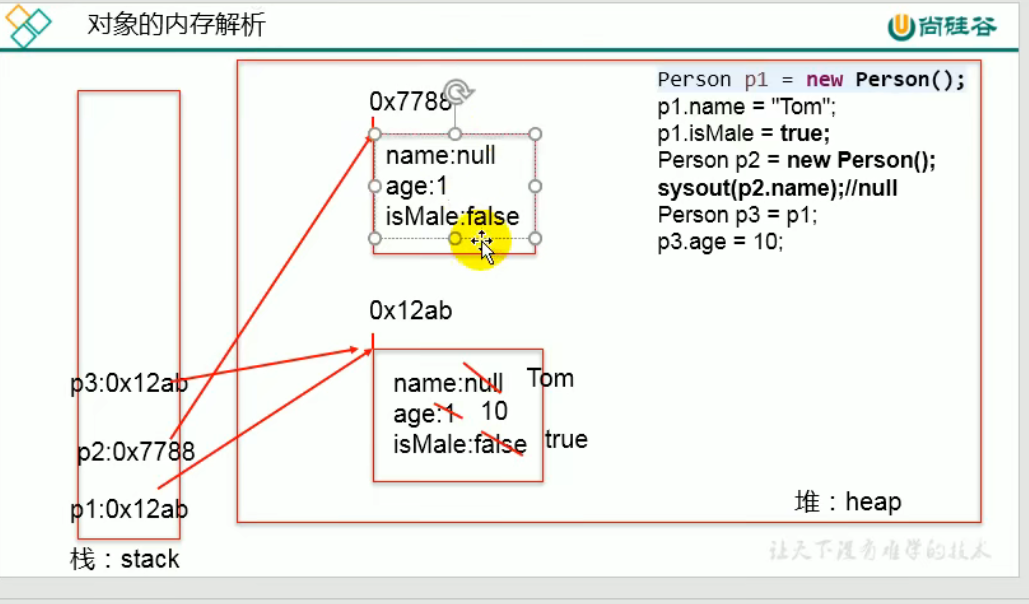 对象的内存解析
尚硅谷
0x7788
name:null
age:1
isMale:false
Person p1 = new Person();
p1.name = "Tom";
p1.isMale = true;
Person p2 = new Person();
sysout(p2.name);//null
Person p3 = p1;
p3.age = 10;
0x12ab
name:null Tom
age:1 10
isMale:false true
p3:0x12ab
p2:0x7788
p1:0x12ab
栈：stack
堆：heap
让天下没有难学的技术